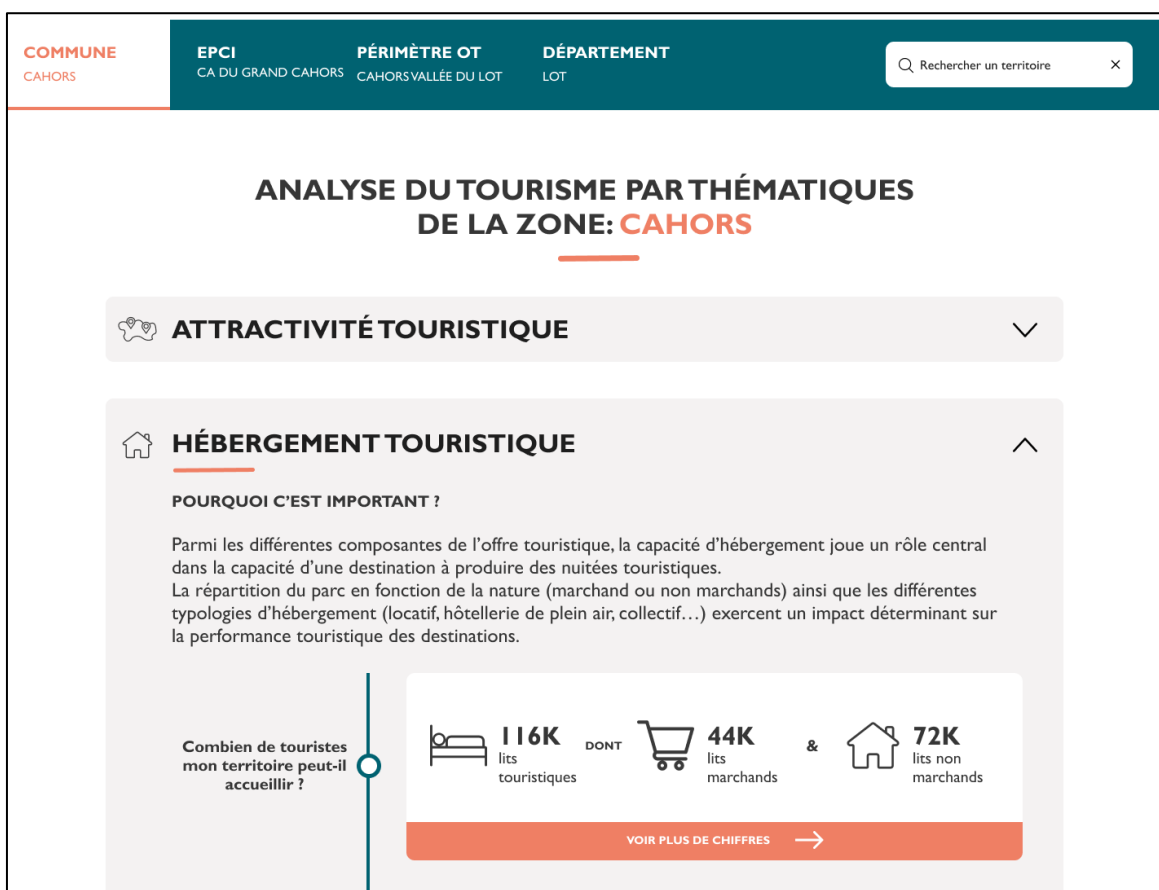 COMMUNE
CAHORS
EPCI
CA DU GRAND CAHORS
PÉRIMÈTRE OT
CAHORS VALLÉE DU LOT
DÉPARTEMENT
LOT
Rechercher un territoire
ANALYSE DU TOURISME PAR THÉMATIQUES
DE LA ZONE: CAHORS
ATTRACTIVITÉ TOURISTIQUE
HÉBERGEMENT TOURISTIQUE
POURQUOI C’EST IMPORTANT ?
Parmi les différentes composantes de l’offre touristique, la capacité d’hébergement joue un rôle central
dans la capacité d’une destination à produire des nuitées touristiques.
La répartition du parc en fonction de la nature (marchand ou non marchands) ainsi que les différentes
typologies d’hébergement (locatif, hôtellerie de plein air, collectif…) exercent un impact déterminant sur
la performance touristique des destinations.
Combien de touristes
mon territoire peut-il
accueillir ?
116K
lits
touristiques
DONT
44K
lits
marchands
&
72K
lits non
marchands
VOIR PLUS DE CHIFFRES